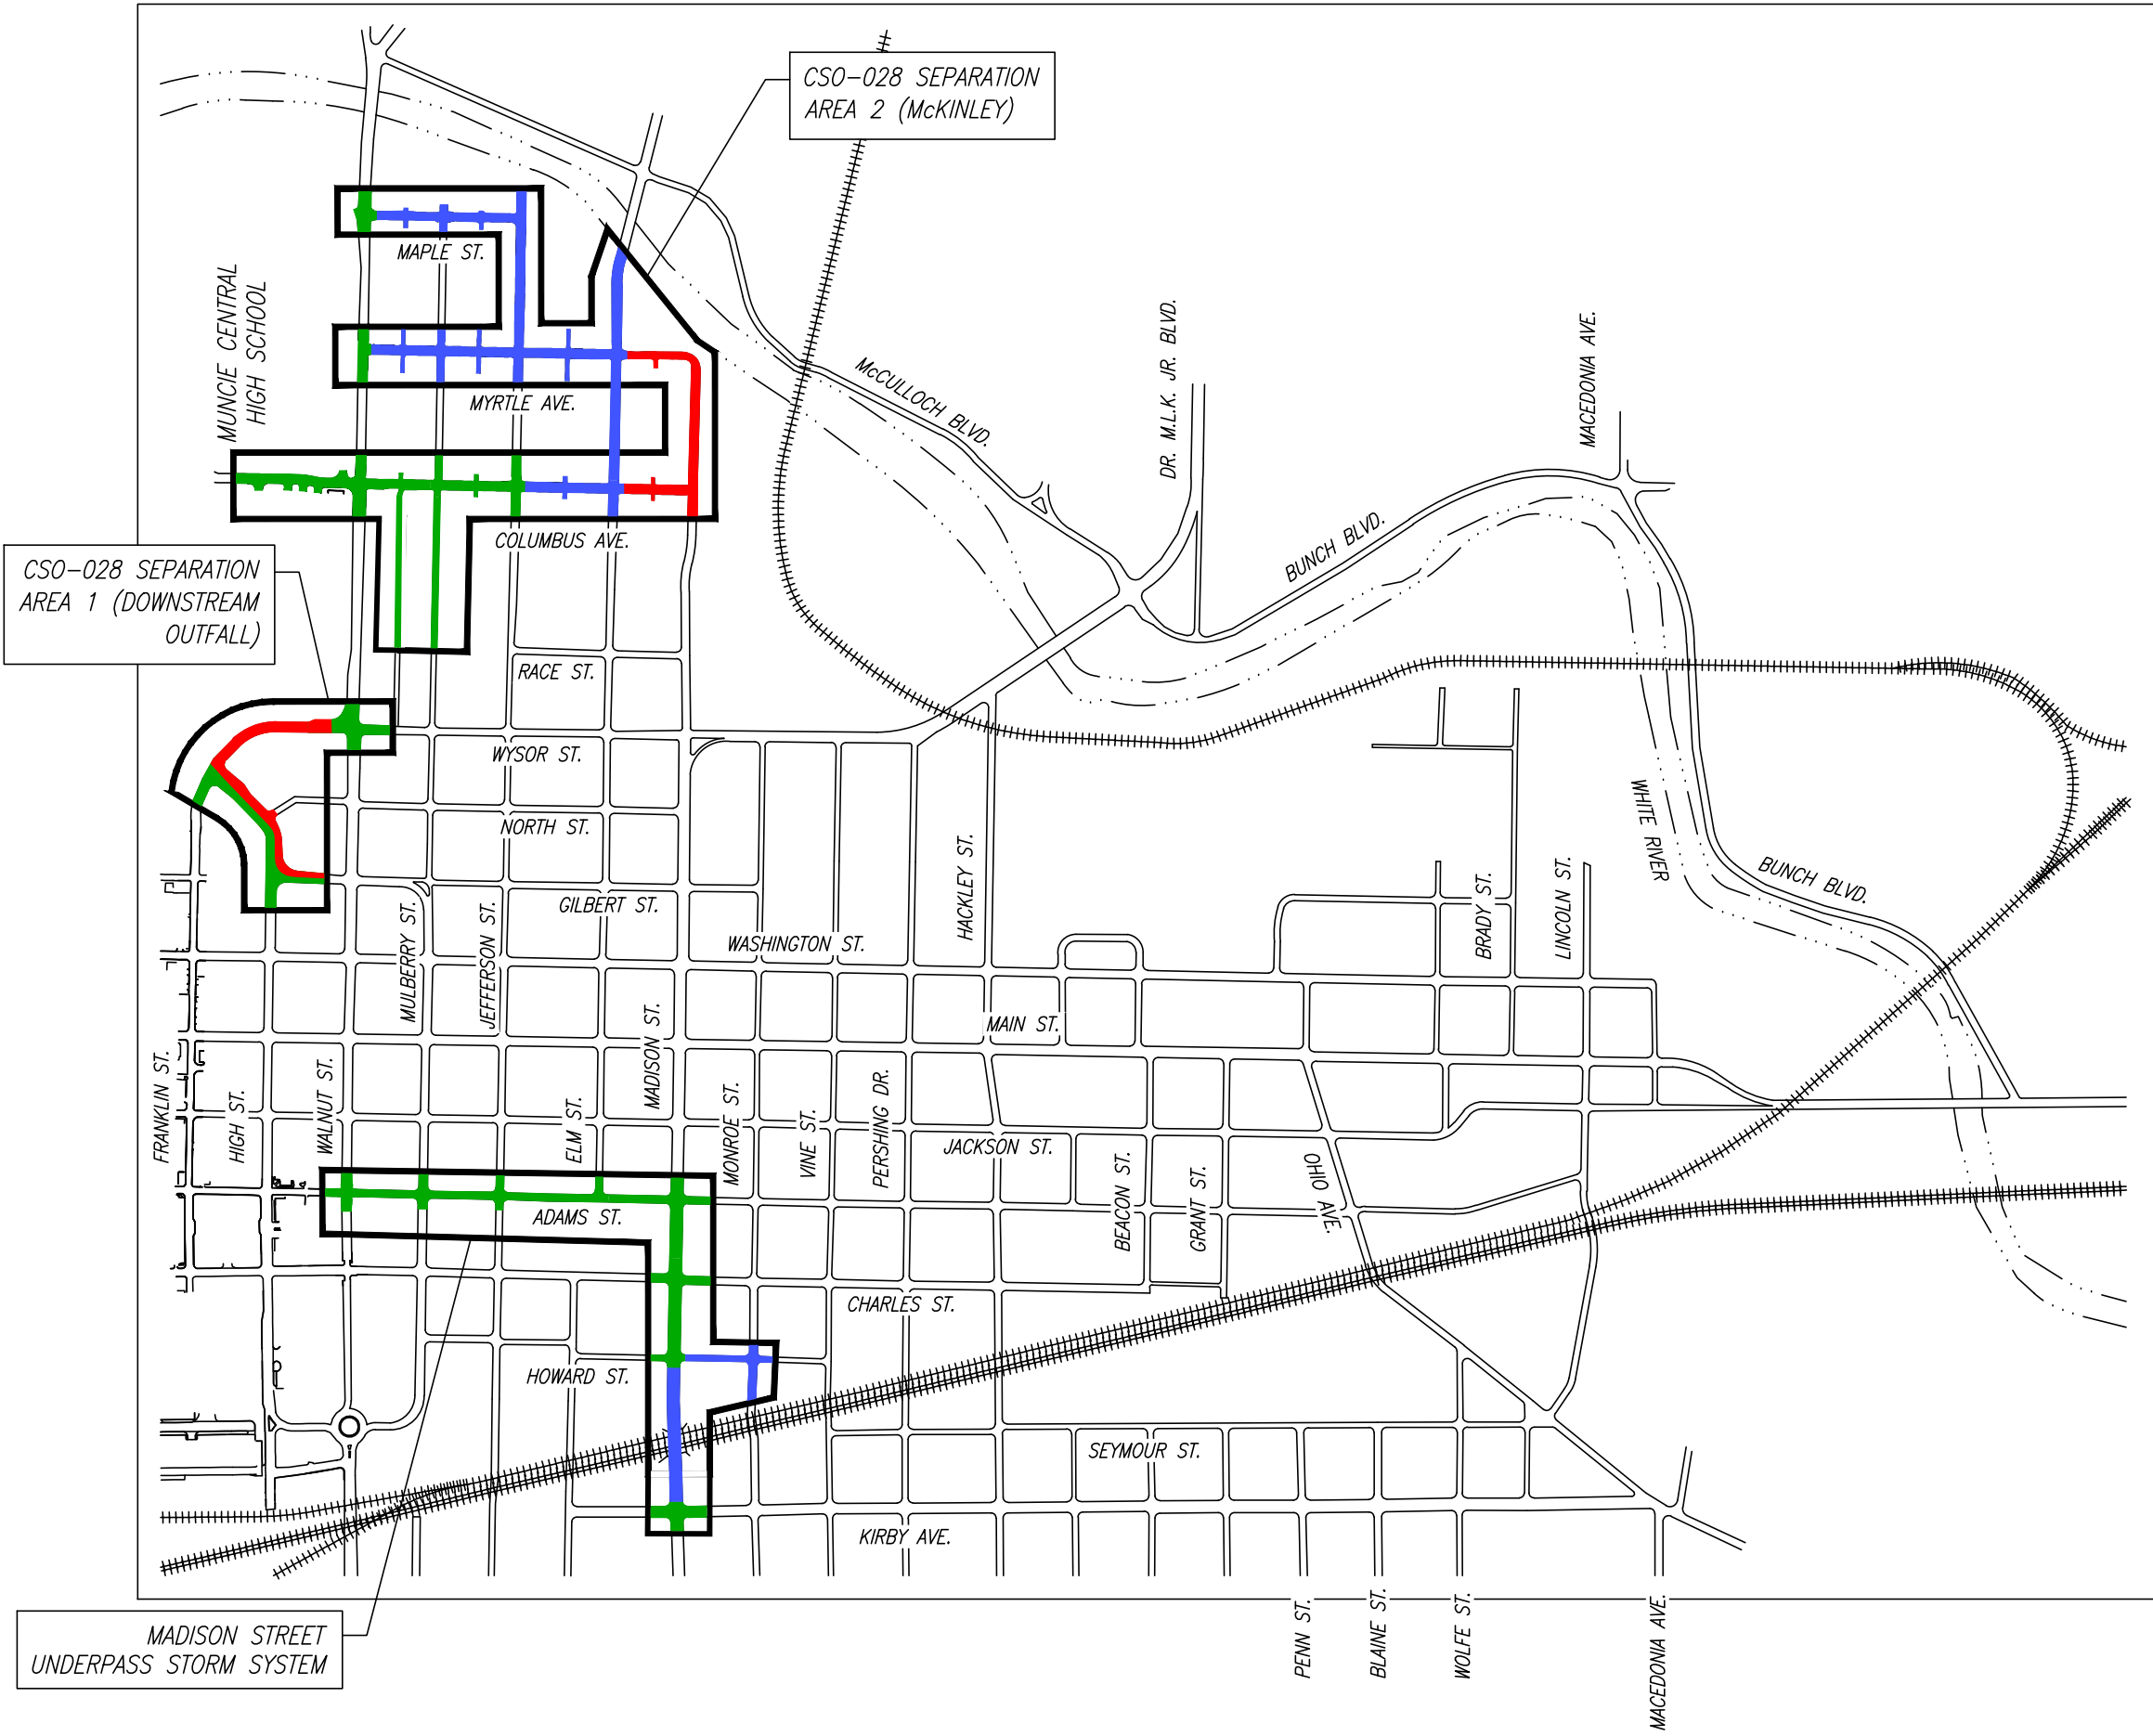 CSO-028 SEPARATION
AREA 2 (McKINLEY)
MAPLE ST.
MUNCIE CENTRAL
HIGH SCHOOL
MYRTLE AVE.
McCULLOCH BLVD.
DR. M.L.K. JR. BLVD.
MACEDONIA AVE.
COLUMBUS AVE.
BUNCH BLVD.
CSO-028 SEPARATION
AREA 1 (DOWNSTREAM
OUTFALL)
RACE ST.
WYSOR ST.
NORTH ST.
WHITE RIVER
HACKLEY ST.
BRADY ST.
LINCOLN ST.
BUNCH BLVD.
GILBERT ST.
MULBERRY ST.
JEFFERSON ST.
WASHINGTON ST.
MADISON ST.
MAIN ST.
FRANKLIN ST.
HIGH ST.
WALNUT ST.
ELM ST.
MONROE ST.
VINE ST.
PERSHING DR.
JACKSON ST.
BEACON ST.
GRANT ST.
OHIO AVE.
ADAMS ST.
CHARLES ST.
HOWARD ST.
SEYMOUR ST.
KIRBY AVE.
MADISON STREET
UNDERPASS STORM SYSTEM
PENN ST.
BLAINE ST.
WOLFE ST.
MACEDONIA AVE.